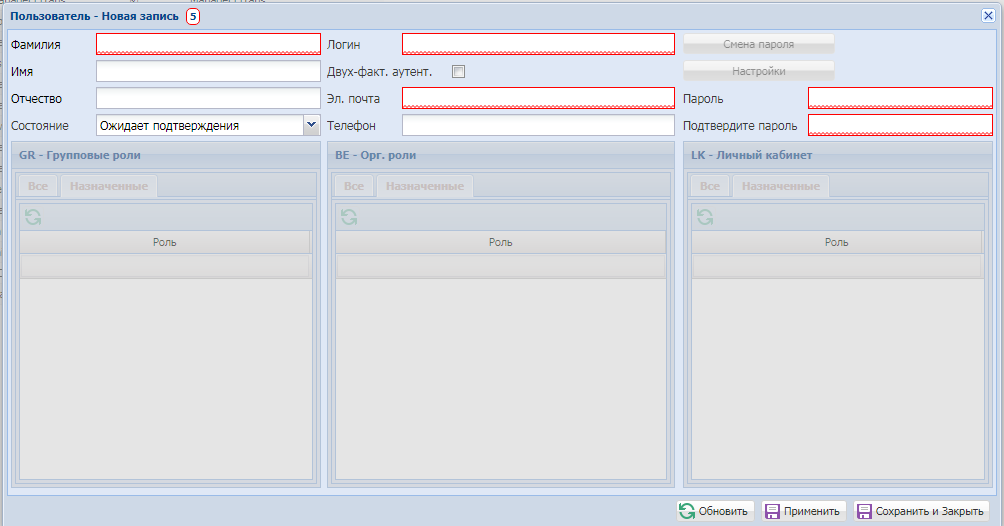 Пользователь - Новая запись 5
Фамилия Логин Смена пароля
Имя Двух-факт. аутент. Настройки
Отчество Эл. почта Пароль
Состояние Ожидает подтверждения Телефон Подтвердите пароль
GR - Групповые роли BE - Орг. роли LK - Личный кабинет
Все Назначенные Все Назначенные Все Назначенные
Роль Роль Роль
Обновить Применить Сохранить и Закрыть